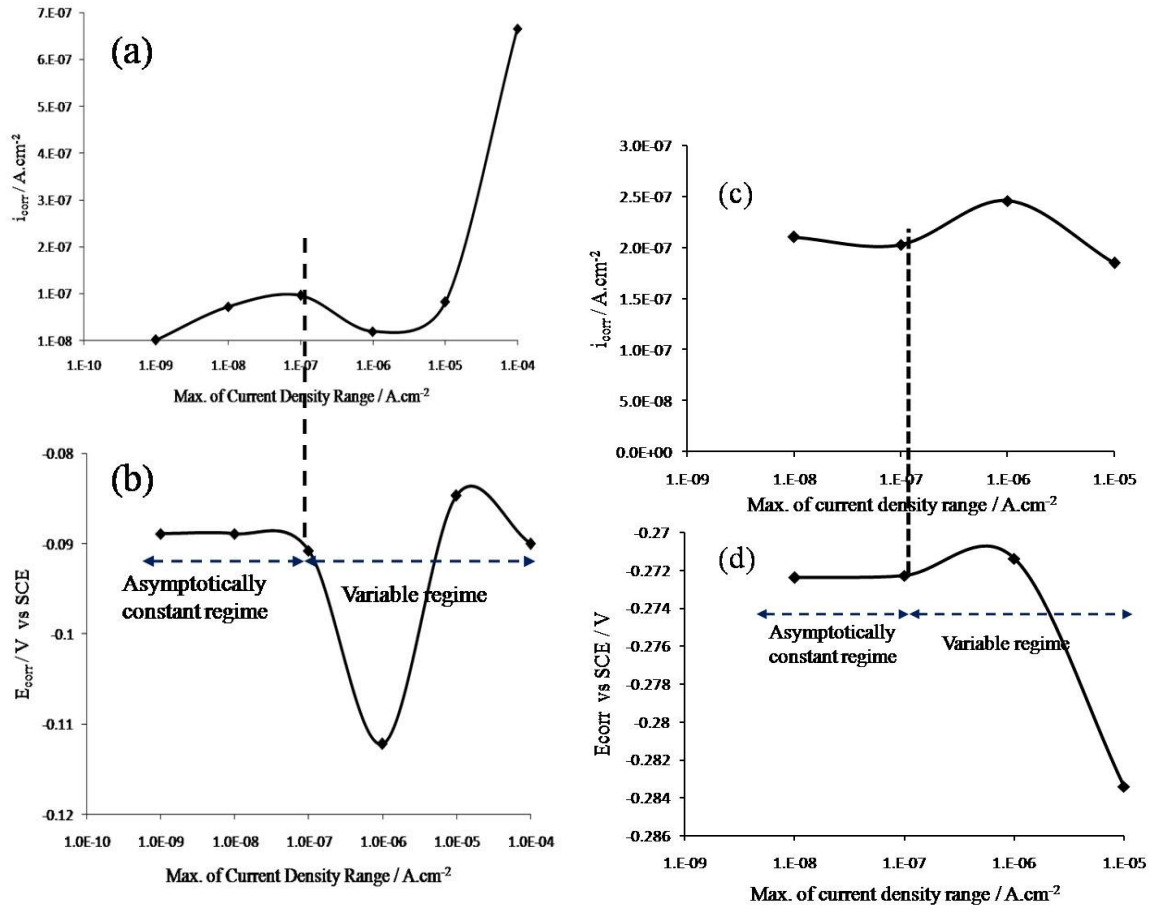 (a)
7.E-07
6.E-07
5.E-07
4.E-07
3.E-07
2.E-07
1.E-07
1.E-08
i_corr / A.cm⁻²
1.E-10 1.E-09 1.E-08 1.E-07 1.E-06 1.E-05 1.E-04
Max. of Current Density Range / A.cm⁻²
(b)
-0.08
-0.09
-0.1
-0.11
-0.12
E_corr / V vs SCE
Asymptotically
constant regime
Variable regime
1.0E-10 1.0E-09 1.0E-08 1.0E-07 1.0E-06 1.0E-05 1.0E-04
Max. of Current Density Range / A.cm⁻²
(c)
3.0E-07
2.5E-07
2.0E-07
1.5E-07
1.0E-07
5.0E-08
0.0E+00
i_corr / A.cm⁻²
1.E-09 1.E-08 1.E-07 1.E-06 1.E-05
Max. of current density range / A.cm⁻²
(d)
-0.27
-0.272
-0.274
-0.276
-0.278
-0.28
-0.282
-0.284
-0.286
Ecorr vs SCE / V
Asymptotically
constant regime
Variable regime
1.E-09 1.E-08 1.E-07 1.E-06 1.E-05
Max. of current density range / A.cm⁻²